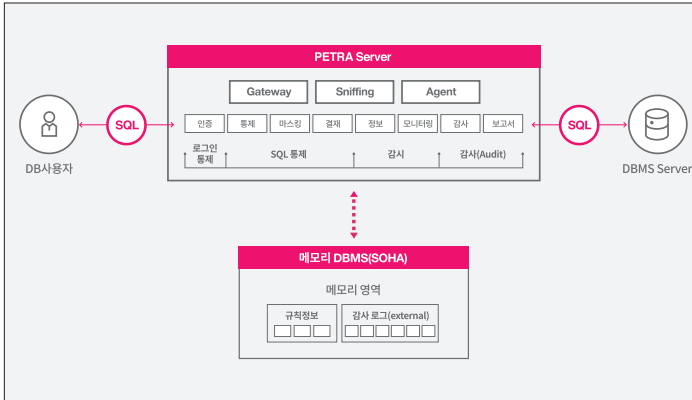 PETRA Server
Gateway Sniffing Agent
SQL SQL
인증 통제 마스킹 결재 정보 모니터링 감사 보고서
로그인
통제 SQL 통제 감시 감사(Audit)
DB사용자 DBMS Server
메모리 DBMS(SOHA)
메모리 영역
규칙정보 감사 로그(external)